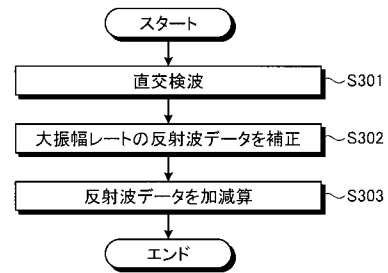 スタート
直交検波
S301
大振幅レートの反射波データを補正
S302
反射波データを加減算
S303
エンド